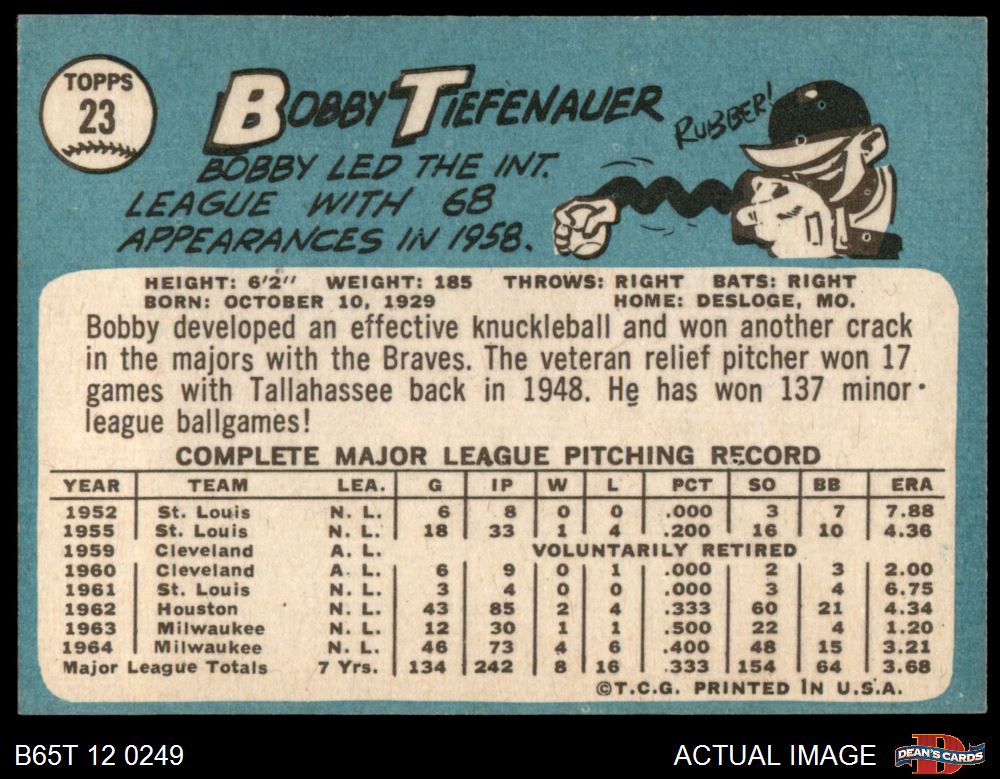 TOPPS
23
BOBBY TIEFENAUER
RUBBER!
BOBBY LED THE INT.
LEAGUE WITH 68
APPEARANCES IN 1958.
HEIGHT: 6'2" WEIGHT: 185 THROWS: RIGHT BATS: RIGHT
BORN: OCTOBER 10, 1929 HOME: DESLOGE, MO.
Bobby developed an effective knuckleball and won another crack
in the majors with the Braves. The veteran relief pitcher won 17
games with Tallahassee back in 1948. He has won 137 minor
league ballgames!
COMPLETE MAJOR LEAGUE PITCHING RECORD
YEAR TEAM LEA. G IP W L PCT SO BB ERA
1952 St. Louis N. L. 6 8 0 0 .000 3 7 7.88
1955 St. Louis N. L. 18 33 1 4 .200 16 10 4.36
1959 Cleveland A. L. VOLUNTARILY RETIRED
1960 Cleveland A. L. 6 9 0 1 .000 2 3 2.00
1961 St. Louis N. L. 3 4 0 0 .000 3 4 6.75
1962 Houston N. L. 43 85 2 4 .333 60 21 4.34
1963 Milwaukee N. L. 12 30 1 1 .500 22 4 1.20
1964 Milwaukee N. L. 46 73 4 6 .400 48 15 3.21
Major League Totals 7 Yrs. 134 242 8 16 .333 154 64 3.68
©T.C.G. PRINTED IN U.S.A.
B65T 12 0249 ACTUAL IMAGE DEAN'S CARDS